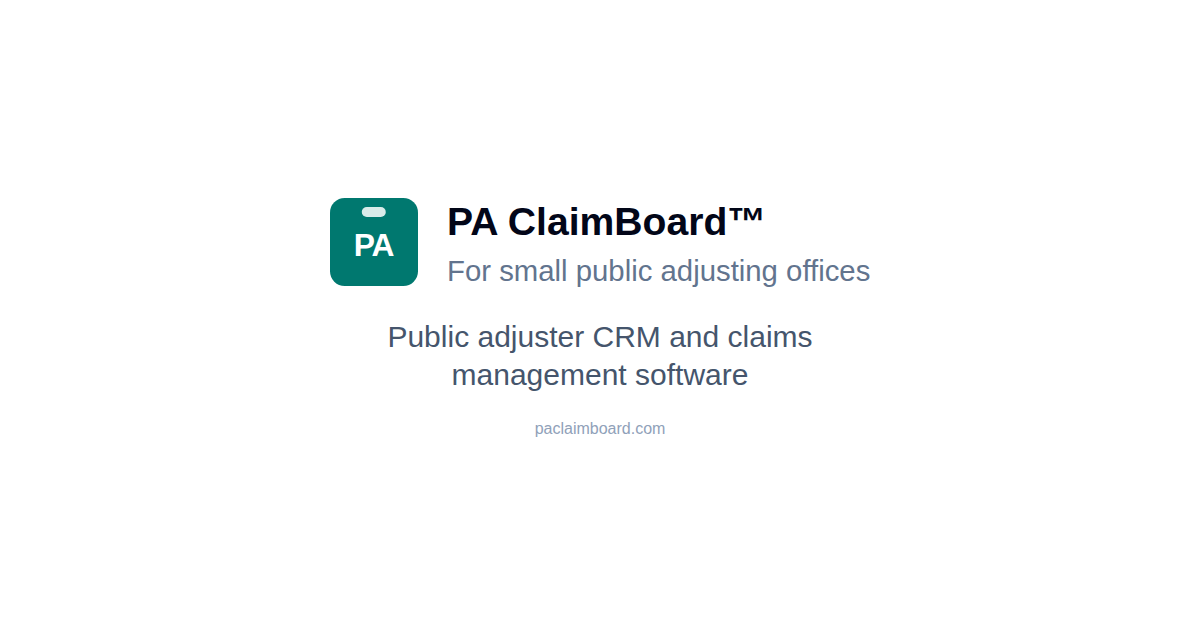 PA
PA ClaimBoard™
For small public adjusting offices
Public adjuster CRM and claims
management software
paclaimboard.com